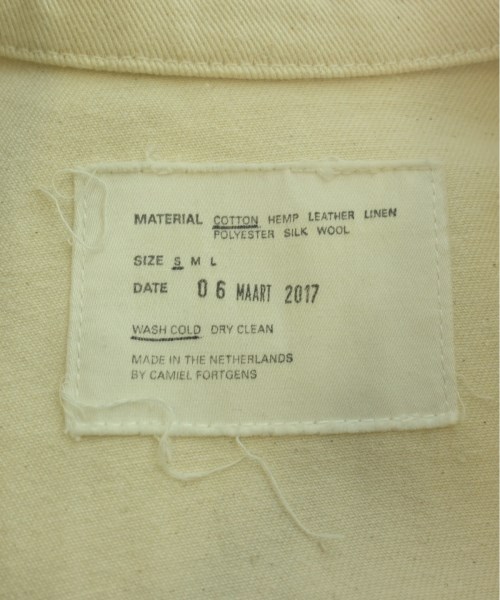 MATERIAL COTTON HEMP LEATHER LINEN
POLYESTER SILK WOOL
SIZE S M L
DATE 06 MAART 2017
WASH COLD DRY CLEAN
MADE IN THE NETHERLANDS
BY CAMIEL FORTGENS